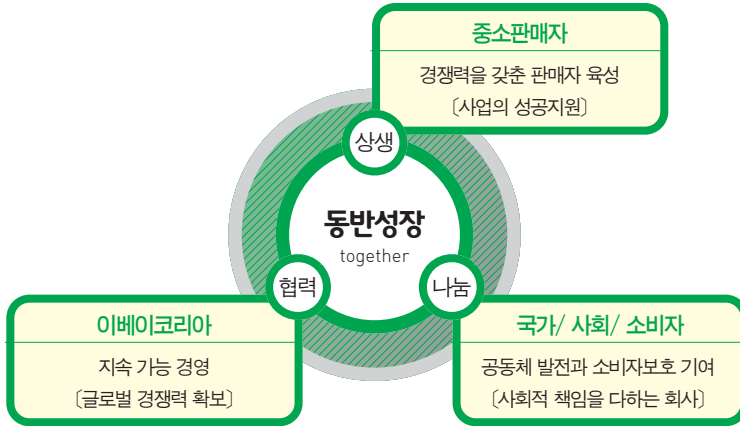 중소판매자
경쟁력을 갖춘 판매자 육성
〔사업의 성공지원〕
상생
동반성장
together
협력
나눔
이베이코리아
지속 가능 경영
〔글로벌 경쟁력 확보〕
국가/ 사회/ 소비자
공동체 발전과 소비자보호 기여
〔사회적 책임을 다하는 회사〕